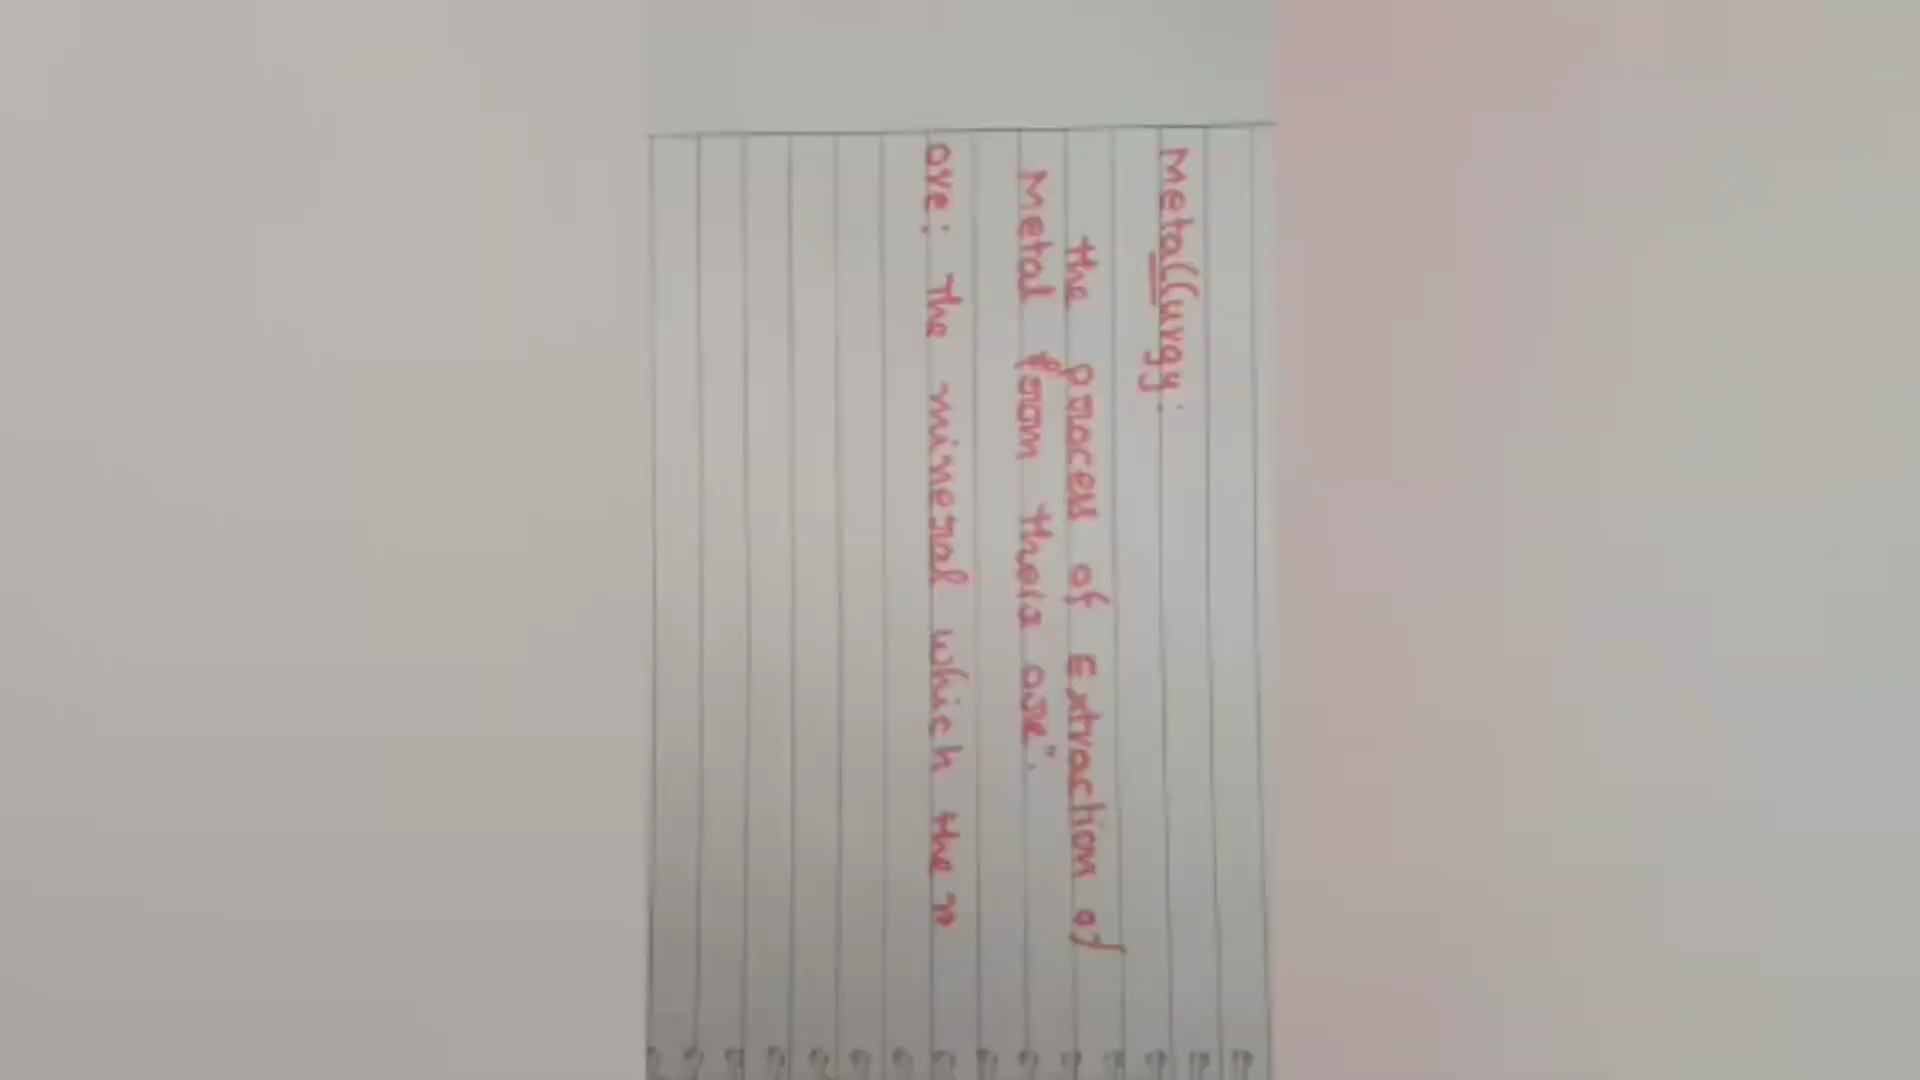 Metallurgy:
the process of Extraction of
Metal from their ore".
ore: The mineral which the